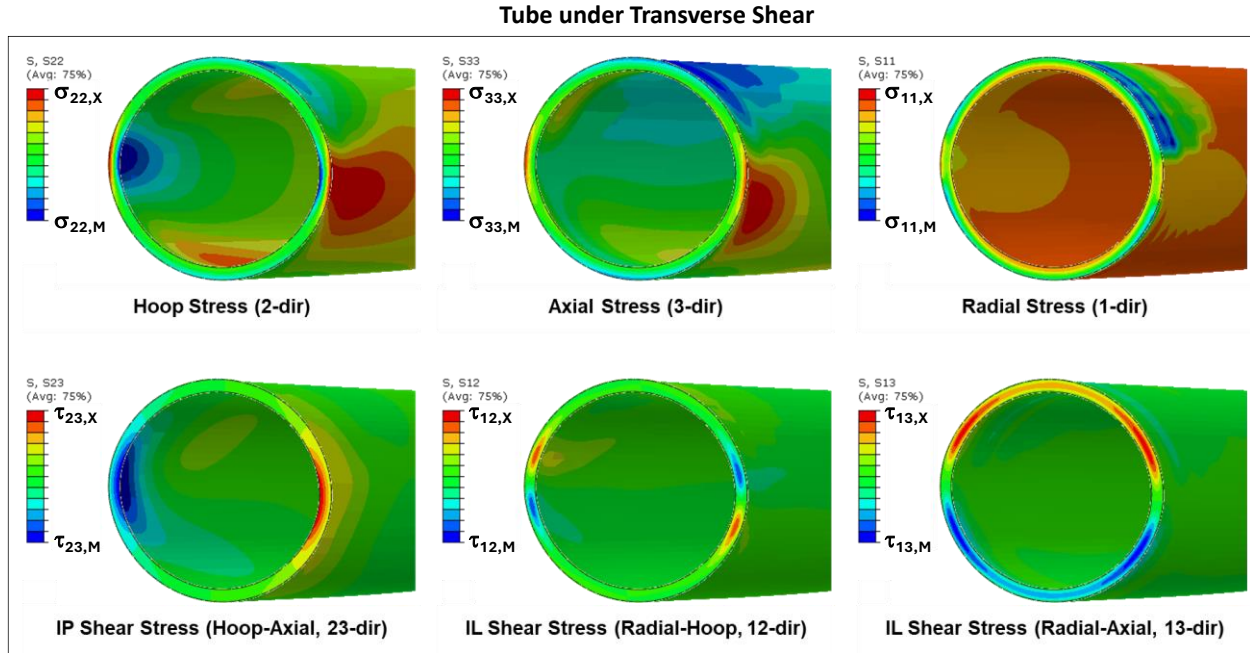 Tube under Transverse Shear
S, S22
(Avg: 75%)
σ22,X
σ22,M
Hoop Stress (2-dir)
S, S33
(Avg: 75%)
σ33,X
σ33,M
Axial Stress (3-dir)
S, S11
(Avg: 75%)
σ11,X
σ11,M
Radial Stress (1-dir)
S, S23
(Avg: 75%)
τ23,X
τ23,M
IP Shear Stress (Hoop-Axial, 23-dir)
S, S12
(Avg: 75%)
τ12,X
τ12,M
IL Shear Stress (Radial-Hoop, 12-dir)
S, S13
(Avg: 75%)
τ13,X
τ13,M
IL Shear Stress (Radial-Axial, 13-dir)